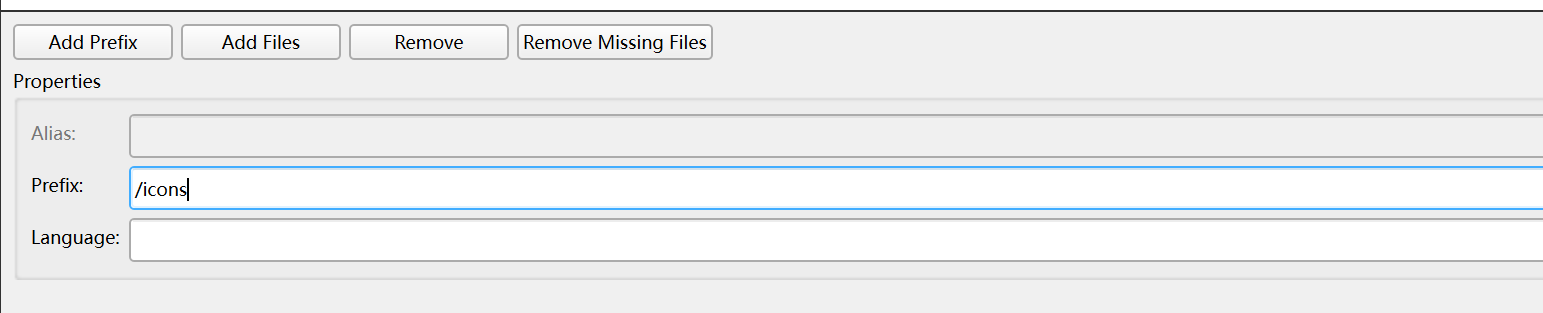 Add Prefix Add Files Remove Remove Missing Files
Properties
Alias:
Prefix: /icons
Language: